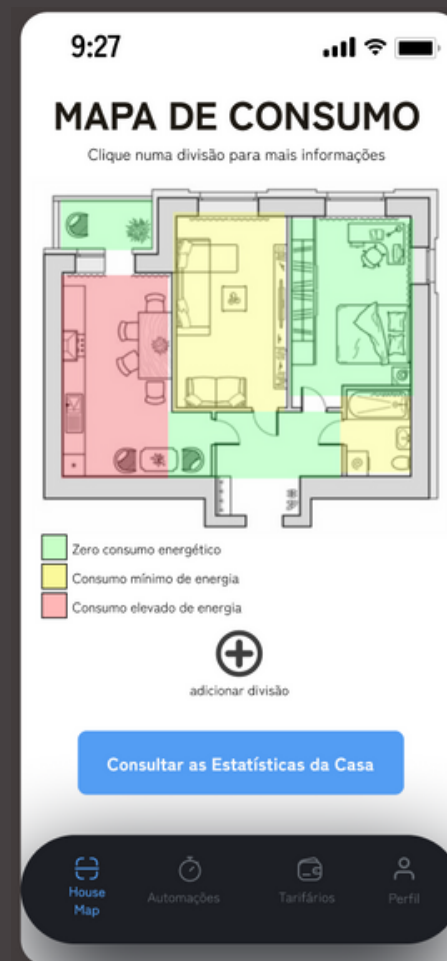 9:27
MAPA DE CONSUMO
Clique numa divisão para mais informações
Zero consumo energético
Consumo mínimo de energia
Consumo elevado de energia
adicionar divisão
Consultar as Estatísticas da Casa
House
Map
Automações
Tarifários
Perfil